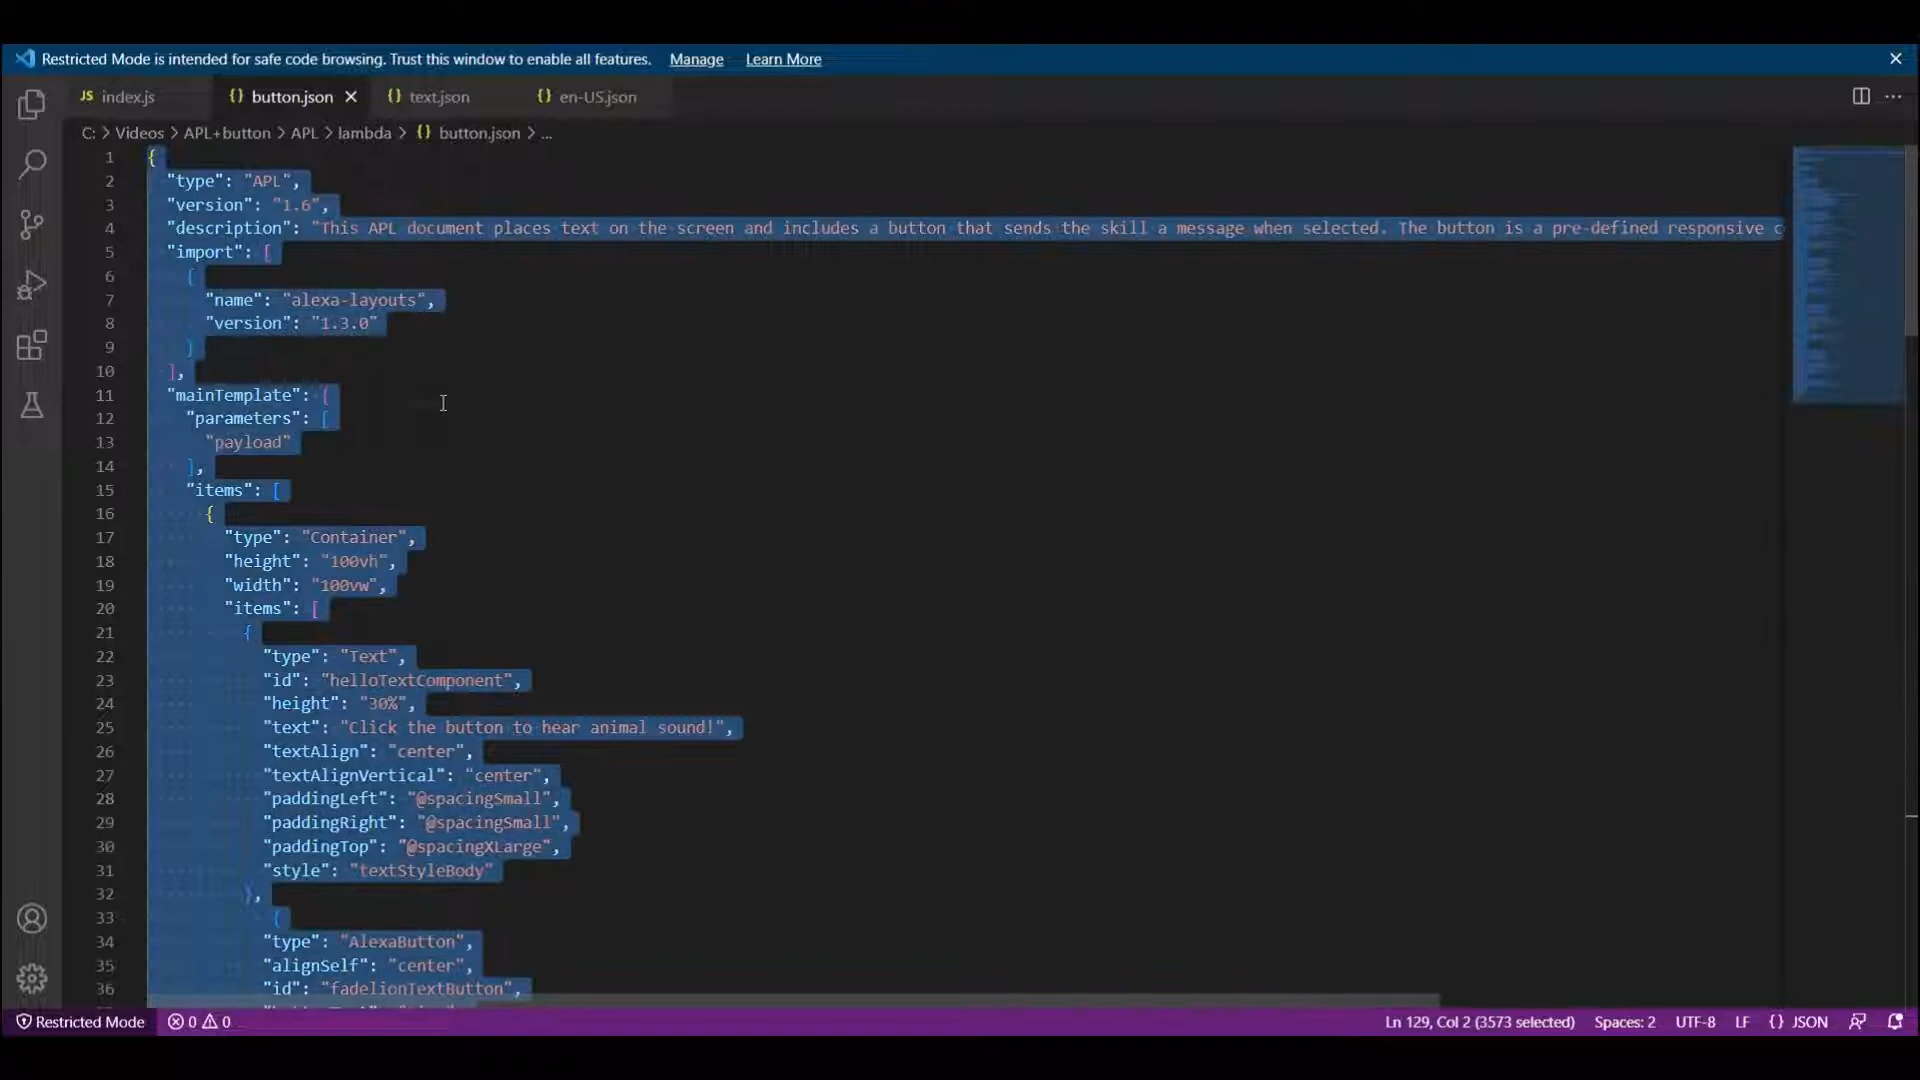 Restricted Mode is intended for safe code browsing. Trust this window to enable all features. Manage Learn More
JS index.js {} button.json {} text.json {} en-US.json
C: > Videos > APL+button > APL > lambda > {} button.json > ...
1 {
2 "type": "APL",
3 "version": "1.6",
4 "description": "This APL document places text on the screen and includes a button that sends the skill a message when selected. The button is a pre-defined responsive c
5 "import": [
6 {
7 "name": "alexa-layouts",
8 "version": "1.3.0"
9 }
10 ],
11 "mainTemplate": {
12 "parameters": [
13 "payload"
14 ],
15 "items": [
16 {
17 "type": "Container",
18 "height": "100vh",
19 "width": "100vw",
20 "items": [
21 {
22 "type": "Text",
23 "id": "helloTextComponent",
24 "height": "30%",
25 "text": "Click the button to hear animal sound!",
26 "textAlign": "center",
27 "textAlignVertical": "center",
28 "paddingLeft": "@spacingSmall",
29 "paddingRight": "@spacingSmall",
30 "paddingTop": "@spacingXLarge",
31 "style": "textStyleBody"
32 },
33 {
34 "type": "AlexaButton",
35 "alignSelf": "center",
36 "id": "fadelionTextButton",
Restricted Mode 0 0 Ln 129, Col 2 (3573 selected) Spaces: 2 UTF-8 LF {} JSON